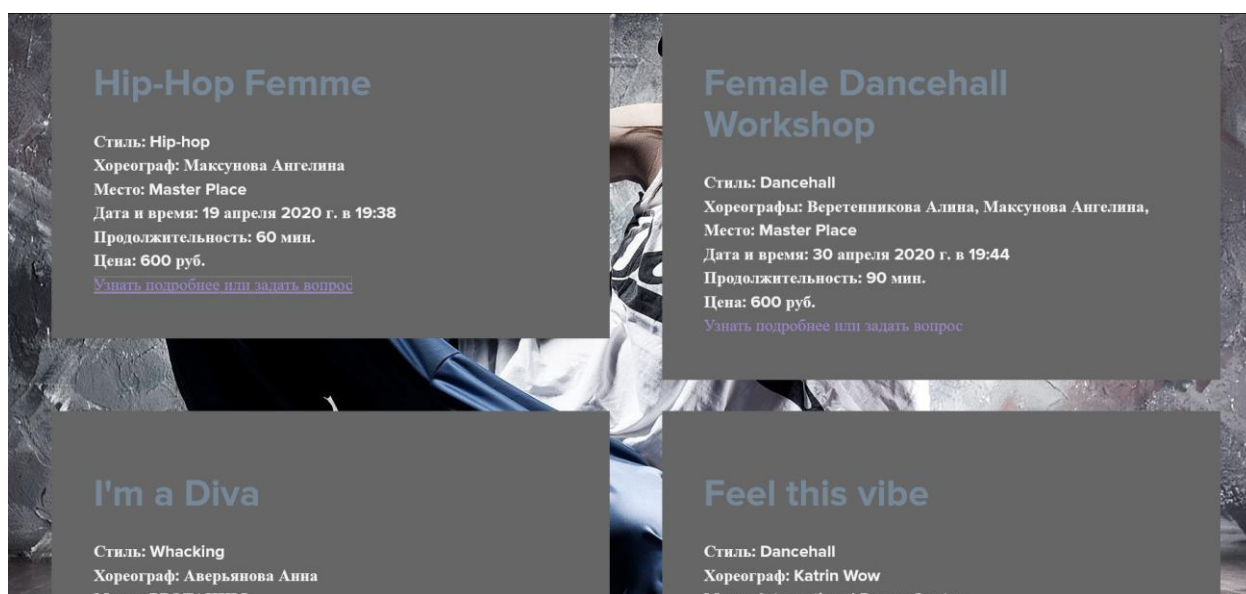 Hip-Hop Femme
Стиль: Hip-hop
Хореограф: Максунова Ангелина
Место: Master Place
Дата и время: 19 апреля 2020 г. в 19:38
Продолжительность: 60 мин.
Цена: 600 руб.
Узнать подробнее или задать вопрос
Female Dancehall
Workshop
Стиль: Dancehall
Хореографы: Веретенникова Алина, Максунова Ангелина,
Место: Master Place
Дата и время: 30 апреля 2020 г. в 19:44
Продолжительность: 90 мин.
Цена: 600 руб.
Узнать подробнее или задать вопрос
I'm a Diva
Стиль: Whacking
Хореограф: Аверьянова Анна
Feel this vibe
Стиль: Dancehall
Хореограф: Katrin Wow